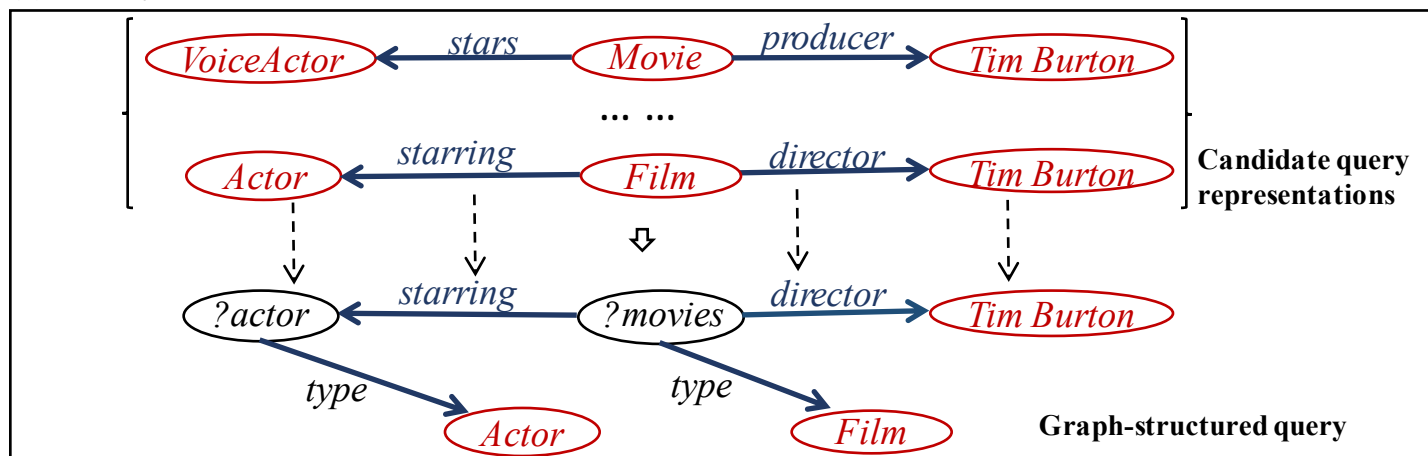 stars producer
VoiceActor Movie Tim Burton
... ...
starring director
Actor Film Tim Burton
Candidate query
representations
starring director
?actor ?movies Tim Burton
type type
Actor Film
Graph-structured query